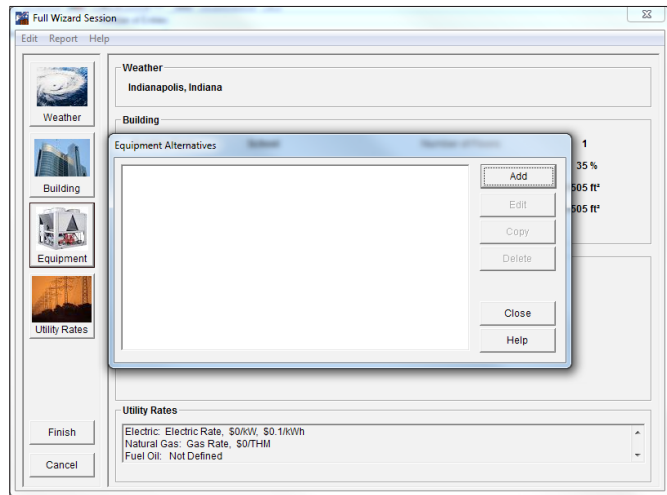 Full Wizard Session
Edit Report Help
Weather
Indianapolis, Indiana
Weather
Building
1
35 %
505 ft²
505 ft²
Building
Equipment
Utility Rates
Equipment Alternatives
Add
Edit
Copy
Delete
Close
Help
Utility Rates
Electric: Electric Rate, $0/kW, $0.1/kWh
Natural Gas: Gas Rate, $0/THM
Fuel Oil: Not Defined
Finish
Cancel